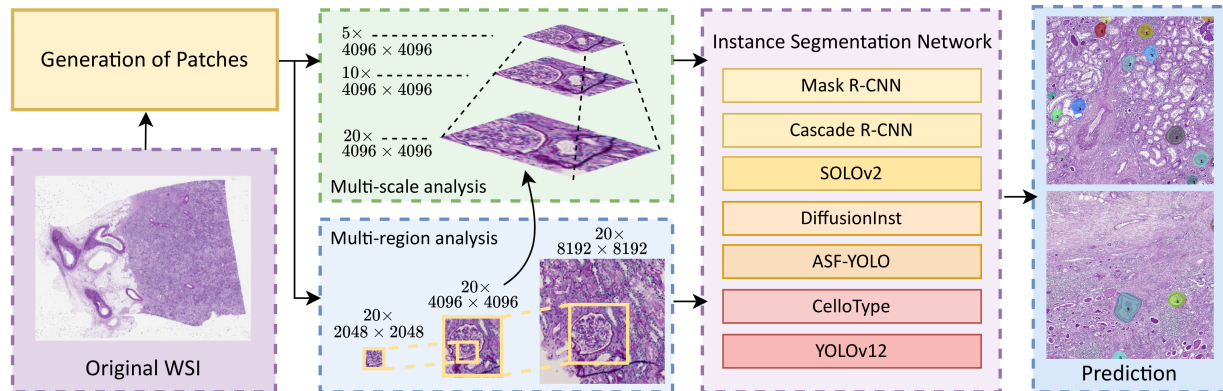 Generation of Patches
Original WSI
5×
4096 × 4096
10×
4096 × 4096
20×
4096 × 4096
Multi-scale analysis
Multi-region analysis
20×
2048 × 2048
20×
4096 × 4096
20×
8192 × 8192
Instance Segmentation Network
Mask R-CNN
Cascade R-CNN
SOLOv2
DiffusionInst
ASF-YOLO
CelloType
YOLOv12
Prediction